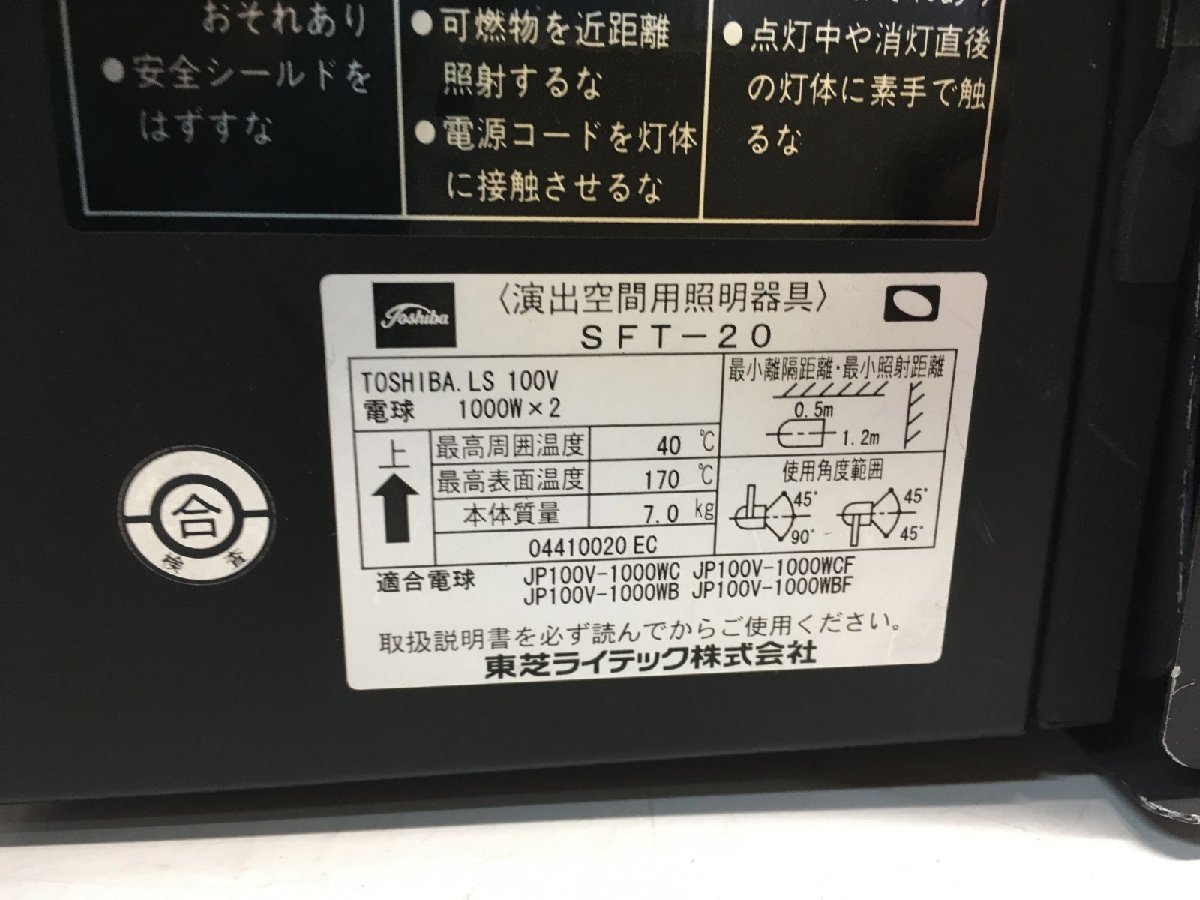 おそれあり
●安全シールドを
はずすな
●可燃物を近距離
照射するな
●電源コードを灯体
に接触させるな
●点灯中や消灯直後
の灯体に素手で触
るな
Toshiba
〈演出空間用照明器具〉
SFT-20
TOSHIBA.LS 100V
電球 1000W×2
上
最高周囲温度 40 ℃
最高表面温度 170 ℃
本体質量 7.0 kg
04410020 EC
最小離隔距離・最小照射距離
0.5m
1.2m
使用角度範囲
45°
90°
45°
45°
適合電球 JP100V-1000WC JP100V-1000WCF
JP100V-1000WB JP100V-1000WBF
取扱説明書を必ず読んでからご使用ください。
東芝ライテック株式会社
合
検査